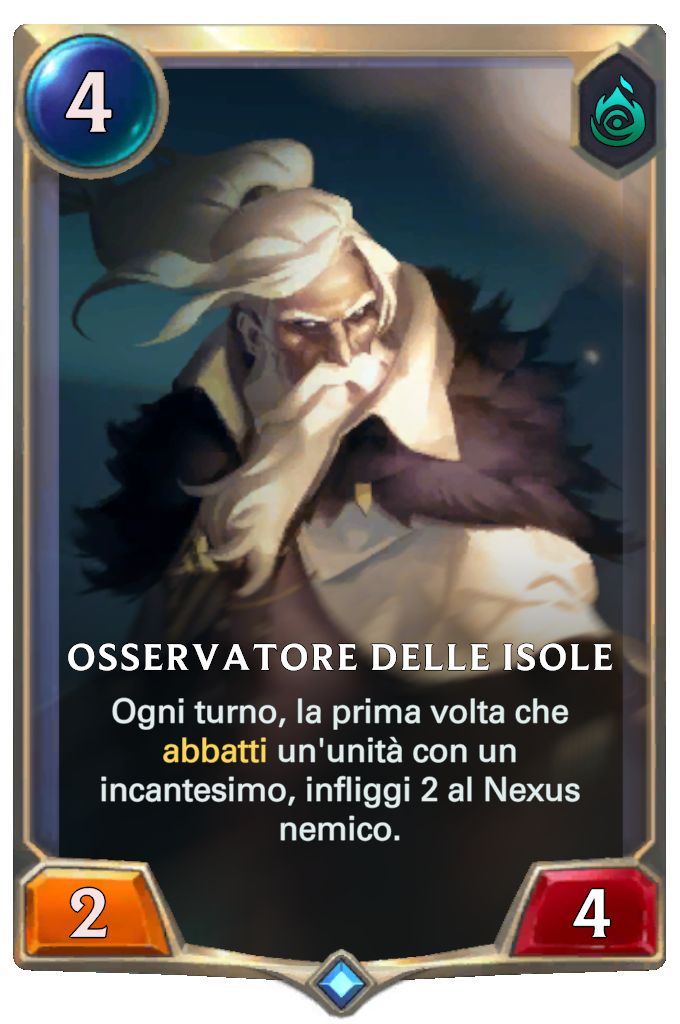 4
OSSERVATORE DELLE ISOLE
Ogni turno, la prima volta che
abbatti un'unità con un
incantesimo, infliggi 2 al Nexus
nemico.
2
4